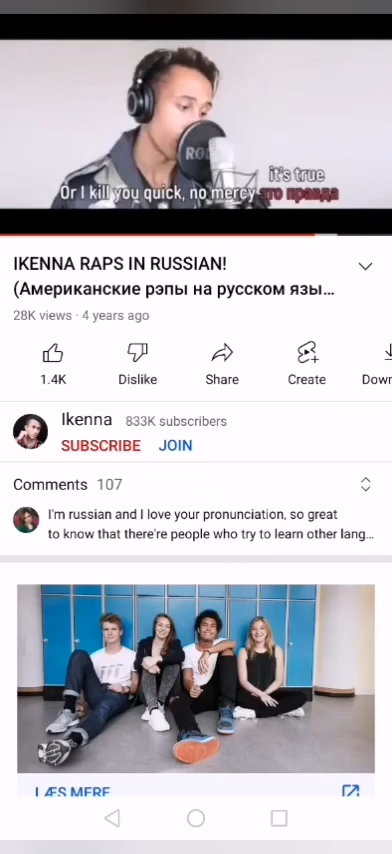 RØD
it's true
Or I kill you quick, no mercy это правда
IKENNA RAPS IN RUSSIAN!
(Американские рэпы на русском язы...
28K views · 4 years ago
1.4K Dislike Share Create Down
Ikenna 833K subscribers
SUBSCRIBE JOIN
Comments 107
I'm russian and I love your pronunciation, so great
to know that there're people who try to learn other lang...
LÆS MERE